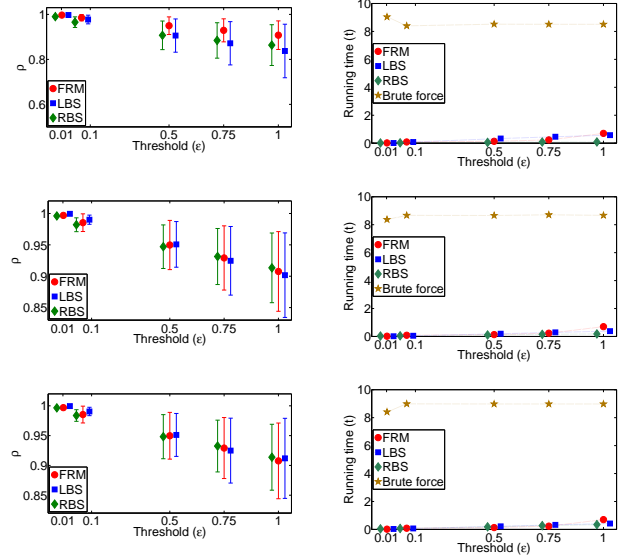 1
0.8
0.6
ρ
FRM
LBS
RBS
0.01 0.1 0.5 0.75 1
Threshold (ε)
10
8
6
4
2
0
Running time (t)
FRM
LBS
RBS
Brute force
0.01 0.1 0.5 0.75 1
Threshold (ε)
1
0.95
0.9
0.85
ρ
FRM
LBS
RBS
0.01 0.1 0.5 0.75 1
Threshold (ε)
10
8
6
4
2
0
Running time (t)
FRM
LBS
RBS
Brute force
0.01 0.1 0.5 0.75 1
Threshold (ε)
1
0.95
0.9
0.85
ρ
FRM
LBS
RBS
0.01 0.1 0.5 0.75 1
Threshold (ε)
10
8
6
4
2
0
Running time (t)
FRM
LBS
RBS
Brute force
0.01 0.1 0.5 0.75 1
Threshold (ε)